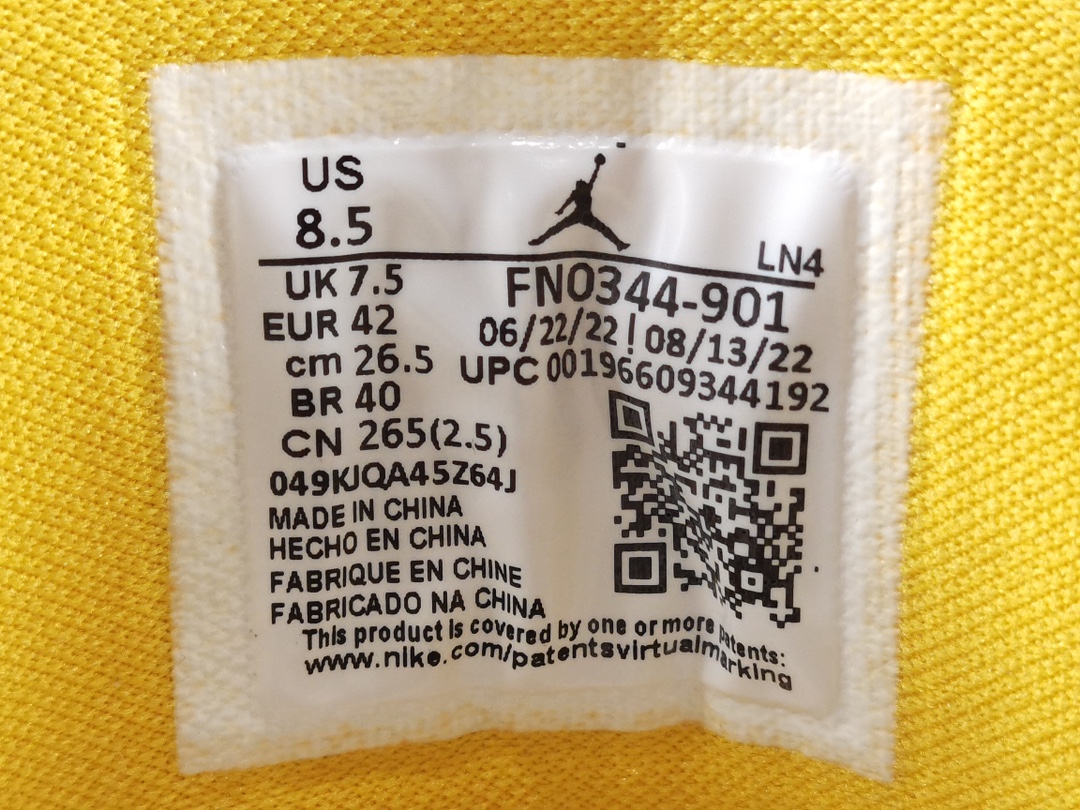 US
8.5
LN4
UK 7.5
EUR 42
cm 26.5
BR 40
CN 265(2.5)
049KJQA45Z64J
MADE IN CHINA
HECHO EN CHINA
FABRIQUE EN CHINE
FABRICADO NA CHINA
FN0344-901
06/22/22 | 08/13/22
UPC 001966609344192
This product is covered by one or more patents:
www.nike.com/patentsvirtualmarking